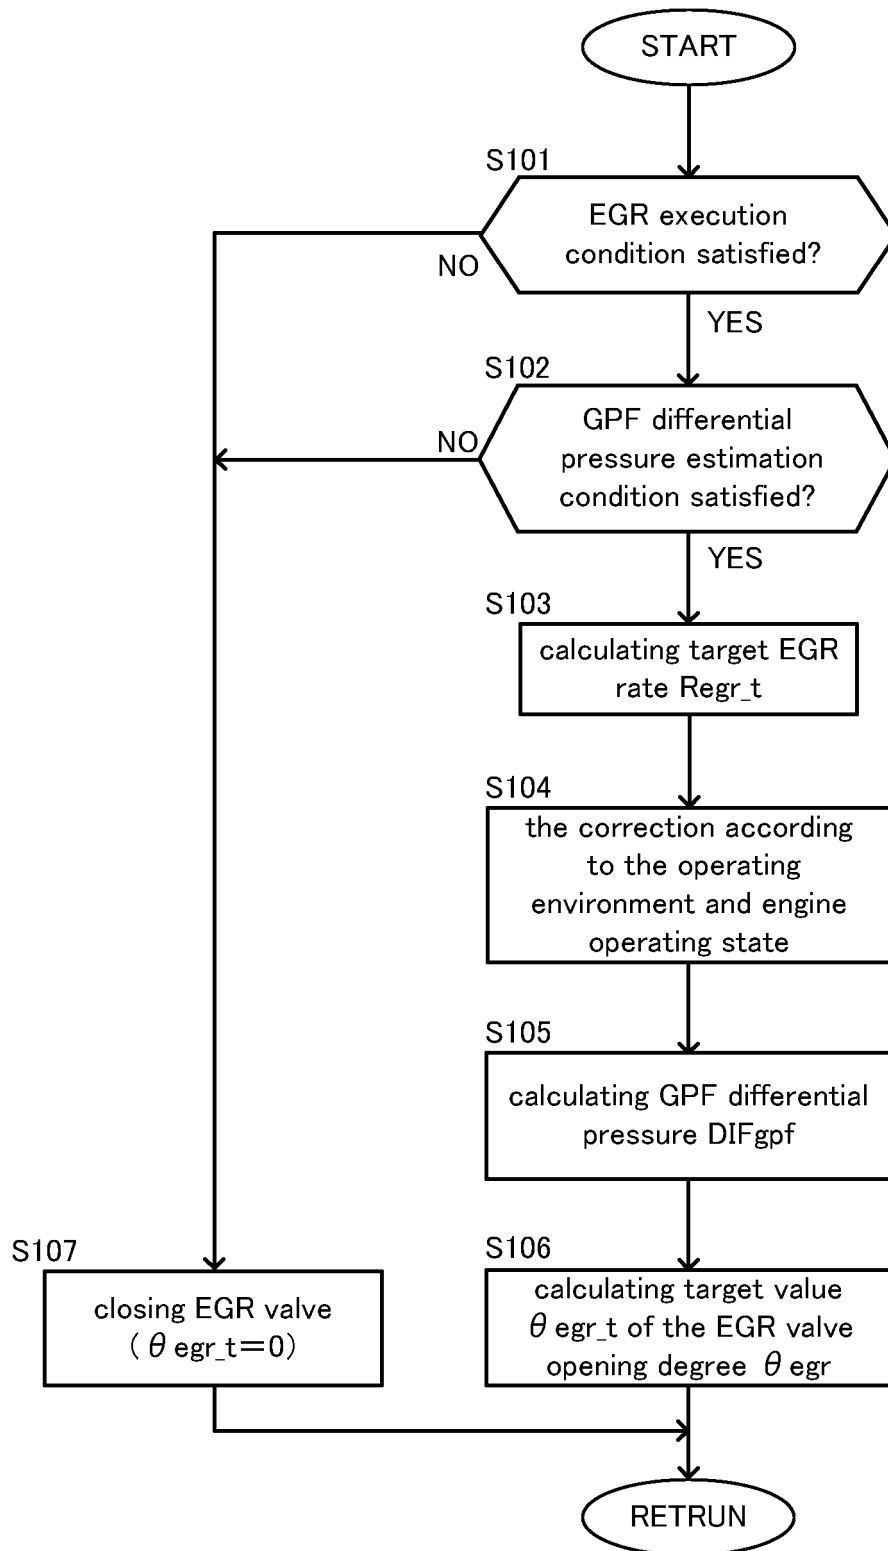 START
S101
EGR execution
condition satisfied?
NO
YES
S102
GPF differential
pressure estimation
condition satisfied?
NO
YES
S103
calculating target EGR
rate Regr_t
S104
the correction according
to the operating
environment and engine
operating state
S105
calculating GPF differential
pressure DIFgpf
S107
closing EGR valve
(θ egr_t=0)
S106
calculating target value
θ egr_t of the EGR valve
opening degree θ egr
RETRUN